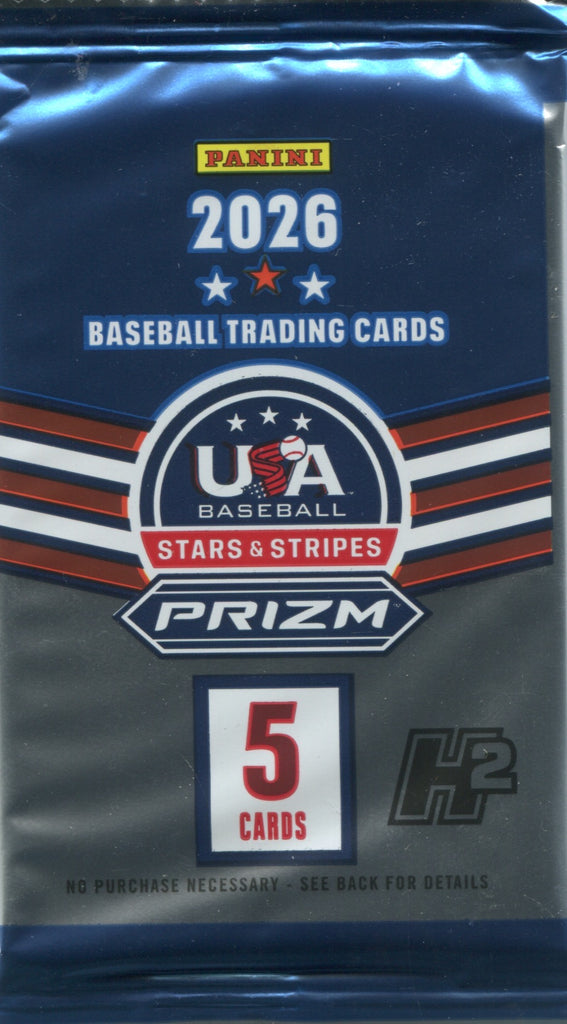 PANINI
2026
BASEBALL TRADING CARDS
USA
BASEBALL
STARS & STRIPES
PRIZM
5
CARDS
H2
NO PURCHASE NECESSARY - SEE BACK FOR DETAILS